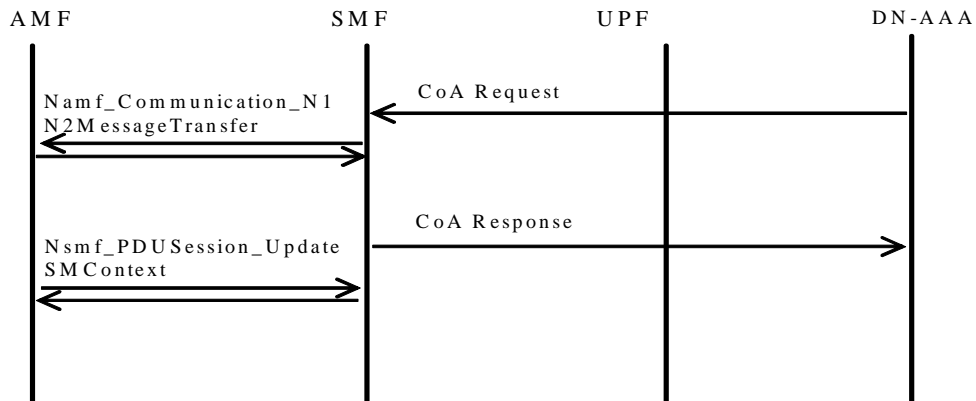 AMF SMF UPF DN-AAA
CoA Request
Namf_Communication_N1
N2MessageTransfer
CoA Response
Nsmf_PDUSession_Update
SMContext